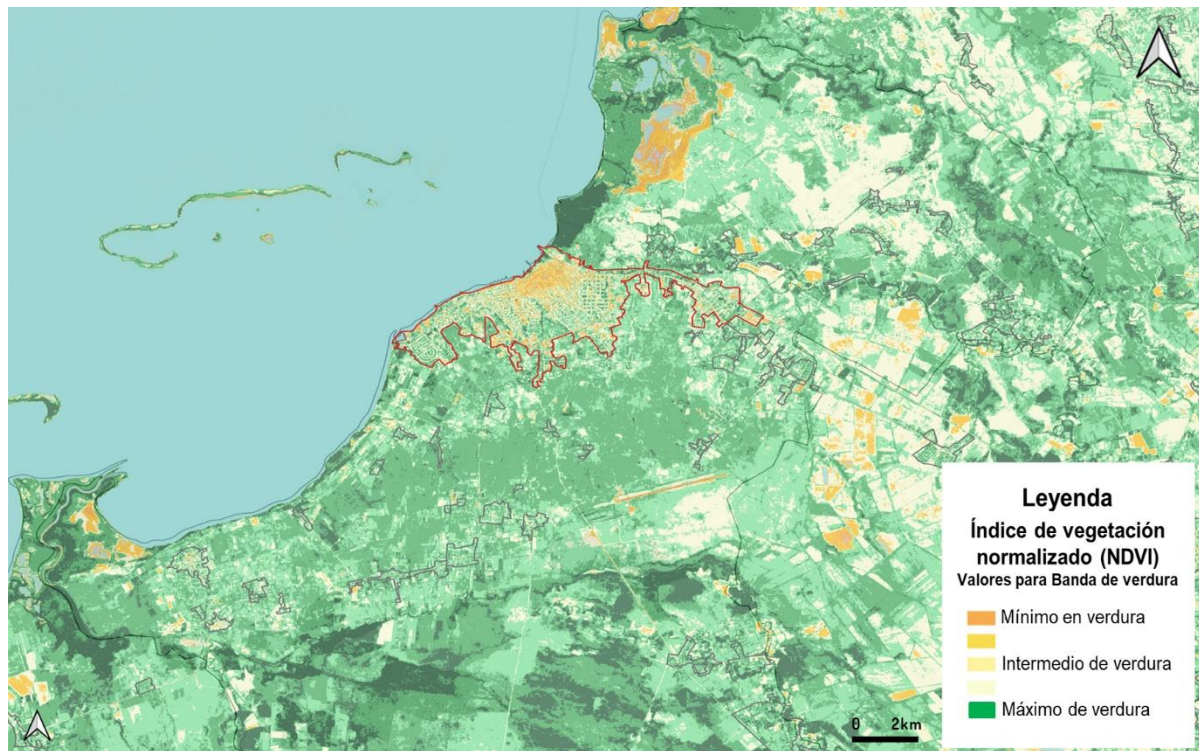 Leyenda
Índice de vegetación
normalizado (NDVI)
Valores para Banda de verdura
Mínimo en verdura
Intermedio de verdura
Máximo de verdura
0 2km